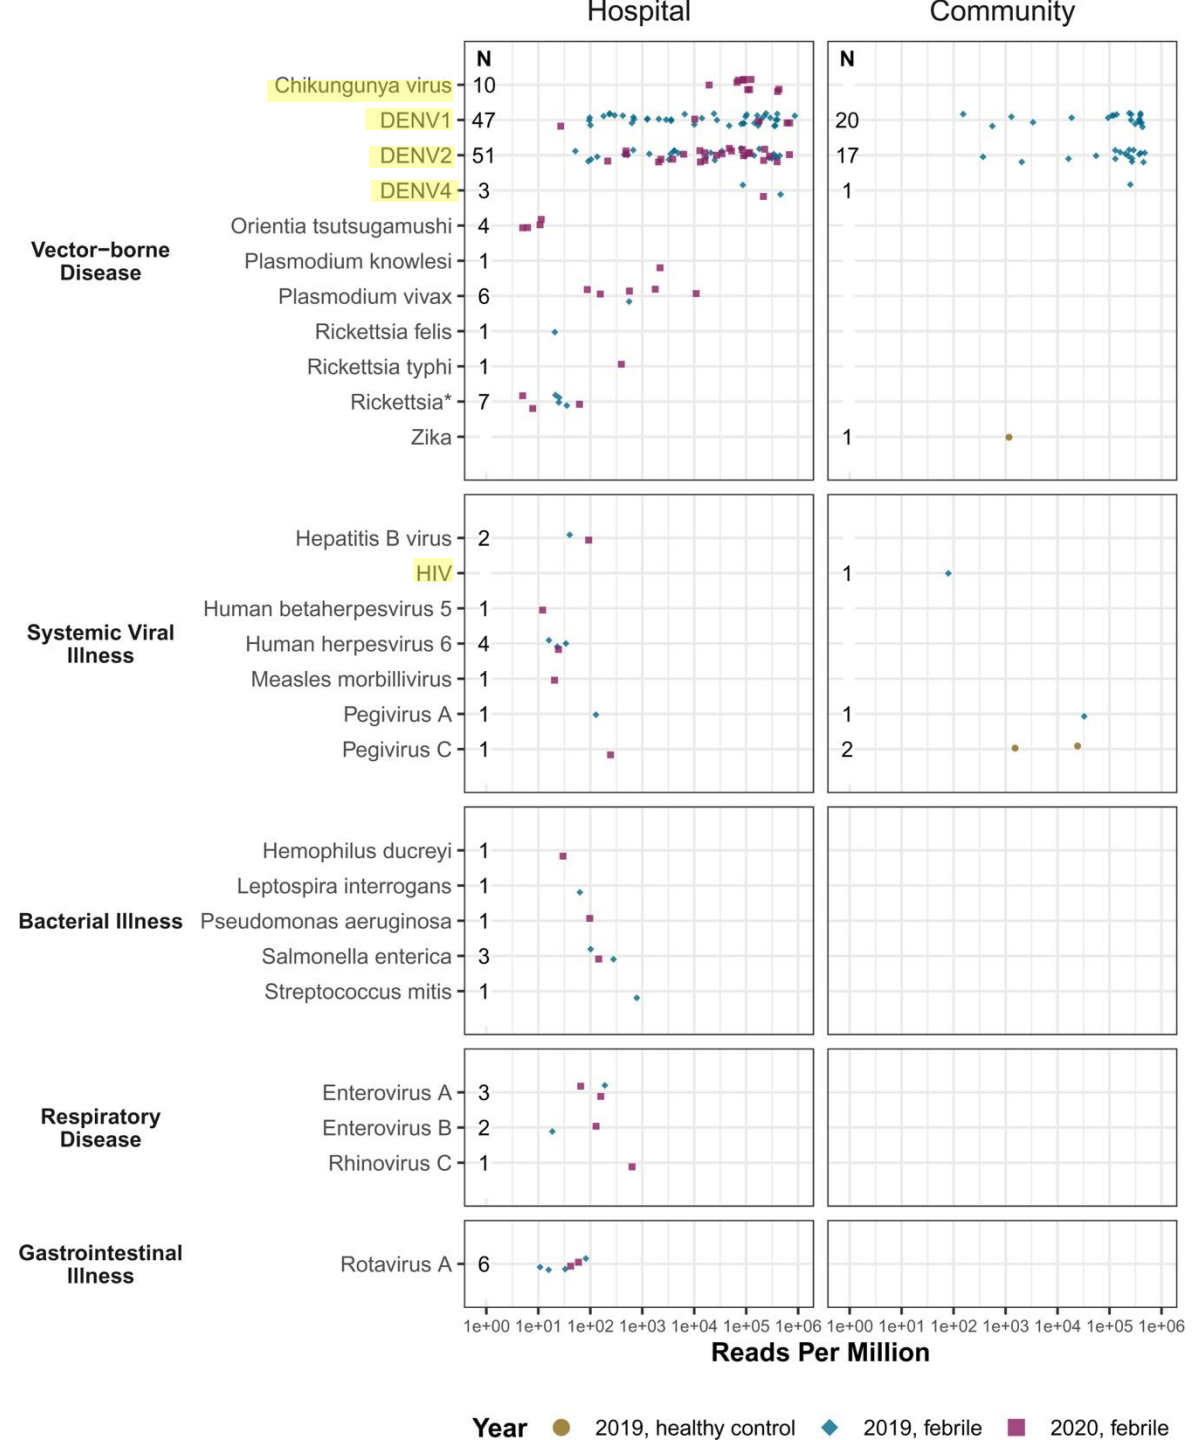 Hospital Community
N N
Chikungunya virus 10
DENV1 47 20
DENV2 51 17
DENV4 3 1
Orientia tsutsugamushi 4
Plasmodium knowlesi 1
Vector−borne
Disease
Plasmodium vivax 6
Rickettsia felis 1
Rickettsia typhi 1
Rickettsia* 7
Zika 1
Hepatitis B virus 2
HIV 1
Human betaherpesvirus 5 1
Systemic Viral
Illness
Human herpesvirus 6 4
Measles morbillivirus 1
Pegivirus A 1 1
Pegivirus C 1 2
Hemophilus ducreyi 1
Leptospira interrogans 1
Bacterial Illness Pseudomonas aeruginosa 1
Salmonella enterica 3
Streptococcus mitis 1
Enterovirus A 3
Respiratory
Disease
Enterovirus B 2
Rhinovirus C 1
Gastrointestinal
Illness
Rotavirus A 6
1e+00 1e+01 1e+02 1e+03 1e+04 1e+05 1e+06 1e+00 1e+01 1e+02 1e+03 1e+04 1e+05 1e+06
Reads Per Million
Year 2019, healthy control 2019, febrile 2020, febrile